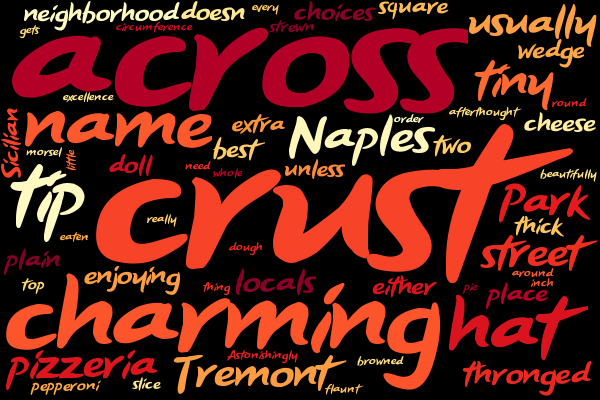 neighborhood doesn every choices square
gets circumference strewn usually
across wedge
excellence tiny round
Sicilian name extra Naples order afterthought cheese
morsel little doll best need whole unless two
tip crust beautifully
eaten really Park
plain dough thick
top enjoying thing locals either street
around inch
charming pie place hat
pizzeria Astonishingly browned thronged
pepperoni slice Tremont flaunt